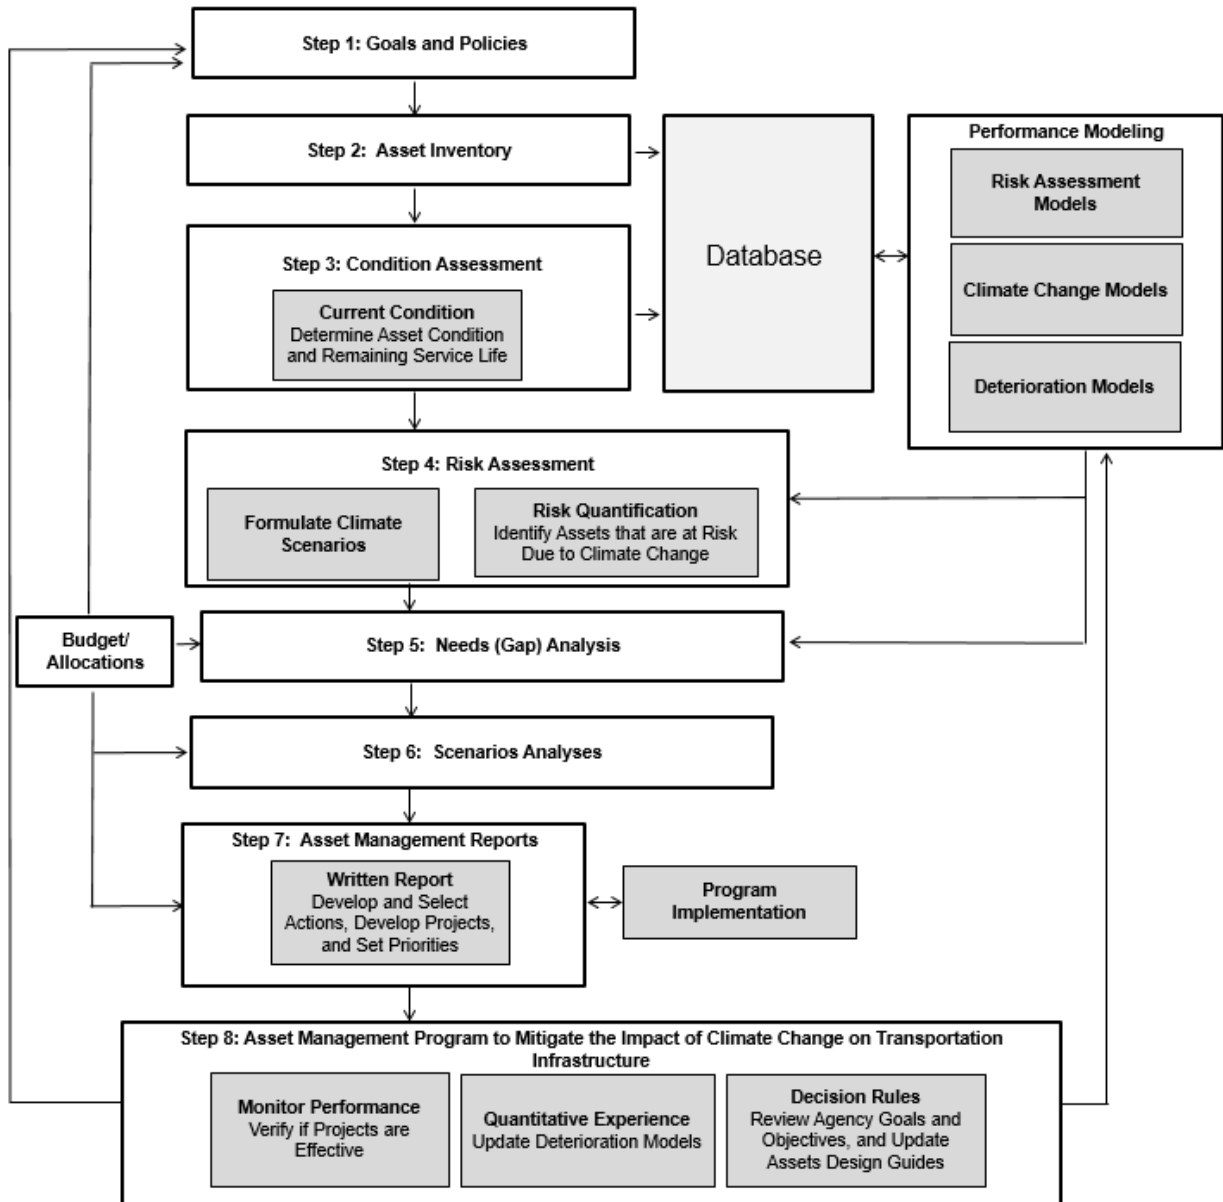 Step 1: Goals and Policies
Step 2:  Asset Inventory
Step 3: Condition Assessment
Current Condition
Determine Asset Condition
and Remaining Service Life
Database
Performance Modeling
Risk Assessment
Models
Climate Change Models
Deterioration Models
Step 4: Risk Assessment
Formulate Climate
Scenarios
Risk Quantification
Identify Assets that are at Risk
Due to Climate Change
Budget/
Allocations
Step 5:  Needs (Gap) Analysis
Step 6:  Scenarios Analyses
Step 7:  Asset Management Reports
Written Report
Develop and Select
Actions, Develop Projects,
and Set Priorities
Program
Implementation
Step 8: Asset Management Program to Mitigate the Impact of Climate Change on Transportation
Infrastructure
Monitor Performance
Verify if Projects are
Effective
Quantitative Experience
Update Deterioration Models
Decision Rules
Review Agency Goals and
Objectives, and Update
Assets Design Guides